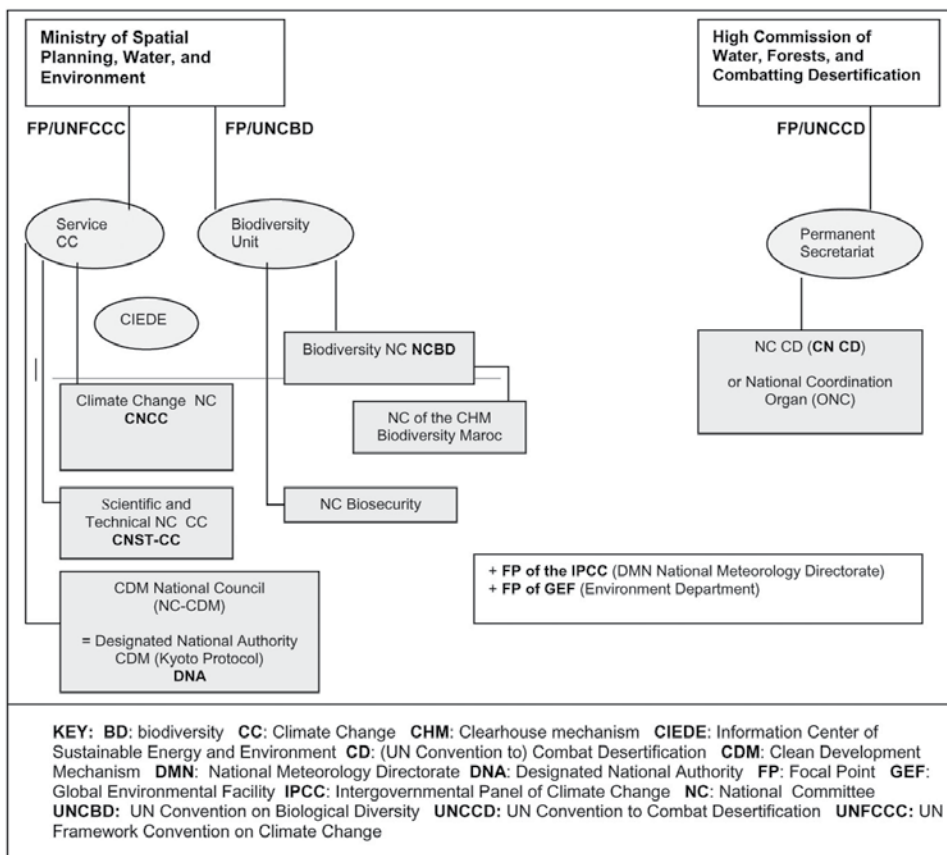 Ministry of Spatial
Planning, Water, and
Environment
High Commission of
Water, Forests, and
Combatting Desertification
FP/UNFCCC
FP/UNCBD
FP/UNCCD
Service
CC
Biodiversity
Unit
Permanent
Secretariat
CIEDE
Biodiversity NC NCBD
NC CD (CN CD)
or National Coordination
Organ (ONC)
Climate Change NC
CNCC
NC of the CHM
Biodiversity Maroc
Scientific and
Technical NC CC
CNST-CC
NC Biosecurity
+ FP of the IPCC (DMN National Meteorology Directorate)
+ FP of GEF (Environment Department)
CDM National Council
(NC-CDM)
= Designated National Authority
CDM (Kyoto Protocol)
DNA
KEY: BD: biodiversity CC: Climate Change CHM: Clearhouse mechanism CIEDE: Information Center of
Sustainable Energy and Environment CD: (UN Convention to) Combat Desertification CDM: Clean Development
Mechanism DMN: National Meteorology Directorate DNA: Designated National Authority FP: Focal Point GEF:
Global Environmental Facility IPCC: Intergovernmental Panel of Climate Change NC: National Committee
UNCBD: UN Convention on Biological Diversity UNCCD: UN Convention to Combat Desertification UNFCCC: UN
Framework Convention on Climate Change